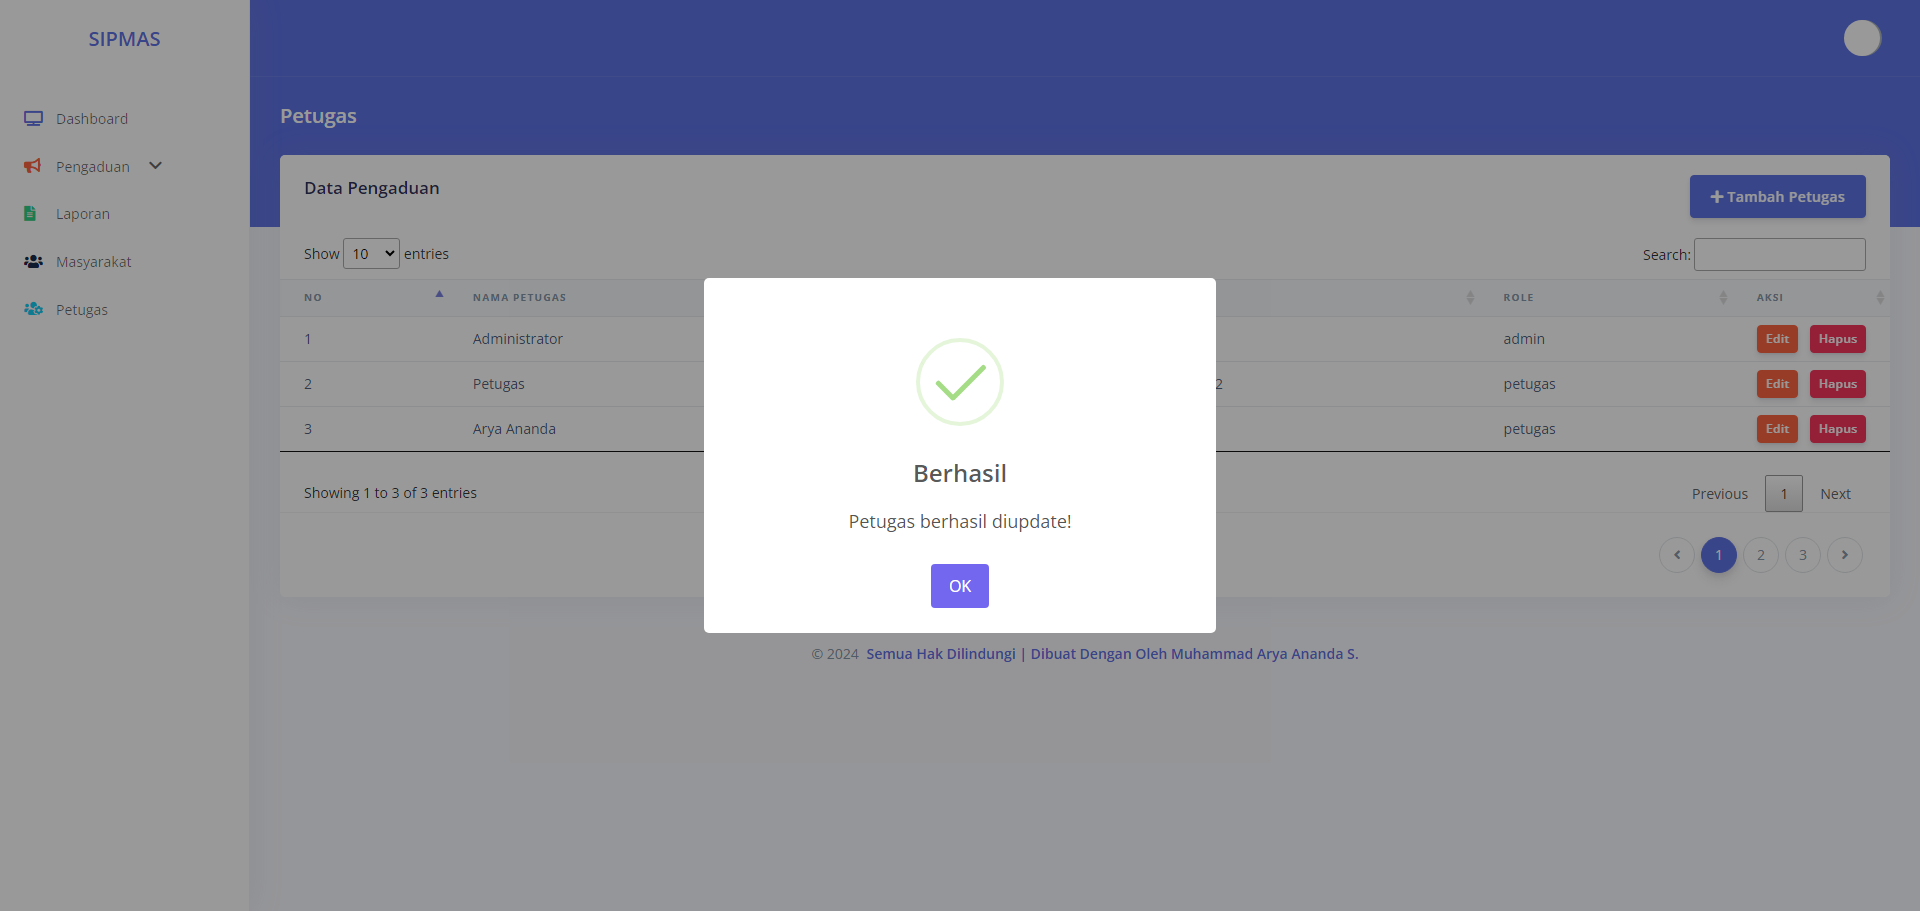 SIPMAS
Dashboard
Pengaduan
Laporan
Masyarakat
Petugas
Petugas
Data Pengaduan
Tambah Petugas
Show 10 entries
Search:
NO NAMA PETUGAS ROLE AKSI
1 Administrator admin Edit Hapus
2 Petugas 2 petugas Edit Hapus
3 Arya Ananda petugas Edit Hapus
Showing 1 to 3 of 3 entries
Previous 1 Next
1 2 3
Berhasil
Petugas berhasil diupdate!
OK
© 2024 Semua Hak Dilindungi | Dibuat Dengan Oleh Muhammad Arya Ananda S.